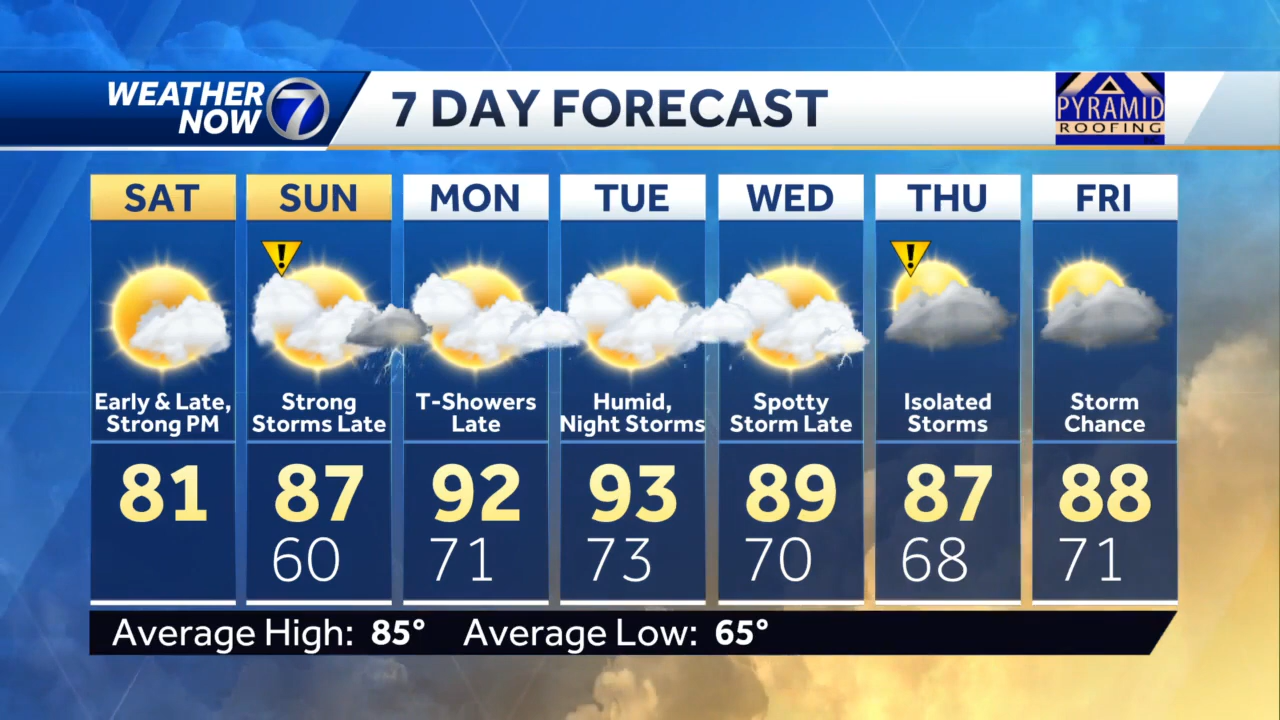 WEATHER
NOW 7
7 DAY FORECAST
PYRAMID
ROOFING
SAT SUN MON TUE WED THU FRI
! !
Early & Late, Strong T-Showers Humid, Spotty Isolated Storm
Strong PM Storms Late Late Night Storms Storm Late Storms Chance
81 87 92 93 89 87 88
60 71 73 70 68 71
Average High: 85° Average Low: 65°